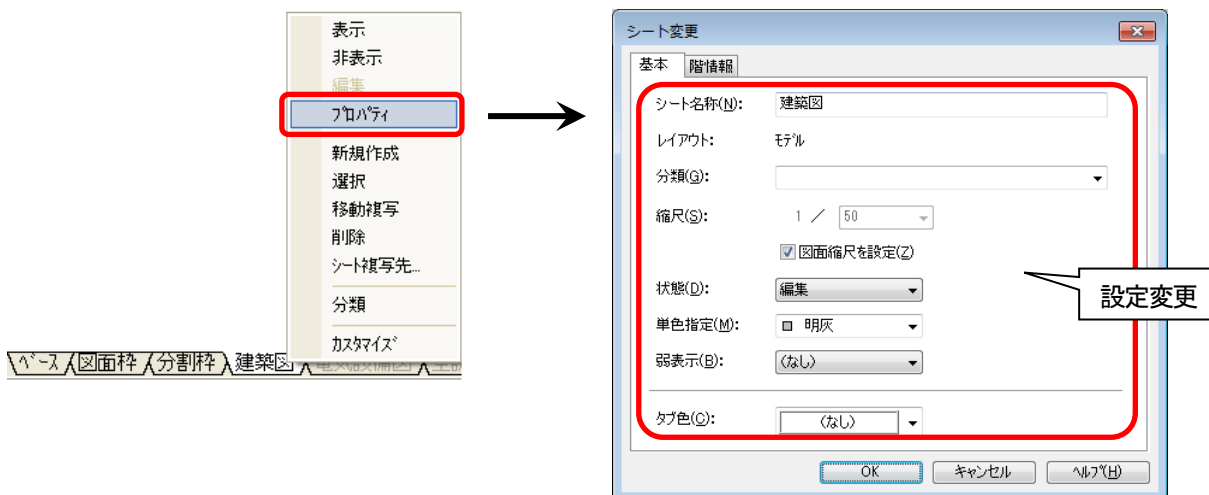 表示
非表示
編集
ﾌﾟﾛﾊﾟﾃｨ
新規作成
選択
移動複写
削除
ｼｰﾄ複写先...
分類
ｶｽﾀﾏｲｽﾞ
ﾍﾞｰｽ 図面枠 分割枠 建築図 電気設備図
シート変更
基本 階情報
シート名称(N): 建築図
レイアウト: ﾓﾃﾞﾙ
分類(G):
縮尺(S): 1 ／ 50
図面縮尺を設定(Z)
状態(D): 編集
単色指定(M): 明灰
弱表示(B): (なし)
タブ色(C): (なし)
OK キャンセル ﾍﾙﾌﾟ(H)
設定変更